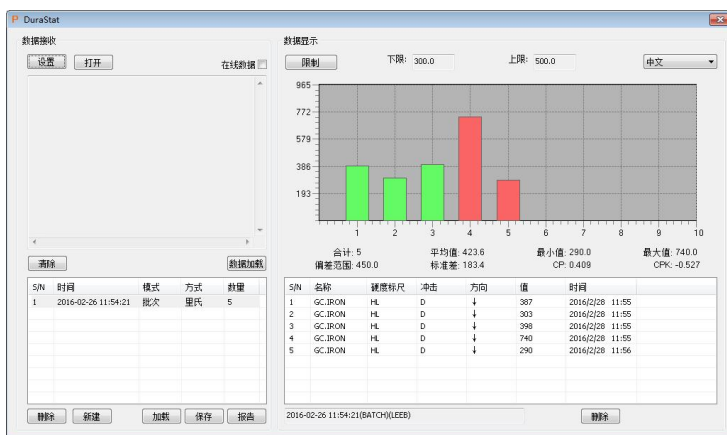 DuraStat
数据接收
设置 打开 在线数据
清除 数据加载
S/N 时间 模式 方式 数量
1 2016-02-26 11:54:21 批次 里氏 5
删除 新建 加载 保存 报告
数据显示
限制 下限: 300.0 上限: 500.0 中文
965
772
579
386
193
1 2 3 4 5 6 7 8 9 10
合计: 5 平均值: 423.6 最小值: 290.0 最大值: 740.0
偏差范围: 450.0 标准差: 183.4 CP: 0.409 CPK: -0.527
S/N 名称 硬度标尺 冲击 方向 值 时间
1 GC.IRON HL D ↓ 387 2016/2/28 11:55
2 GC.IRON HL D ↓ 303 2016/2/28 11:55
3 GC.IRON HL D ↓ 398 2016/2/28 11:55
4 GC.IRON HL D ↓ 740 2016/2/28 11:55
5 GC.IRON HL D ↓ 290 2016/2/28 11:56
2016-02-26 11:54:21(BATCH)(LEEB) 删除